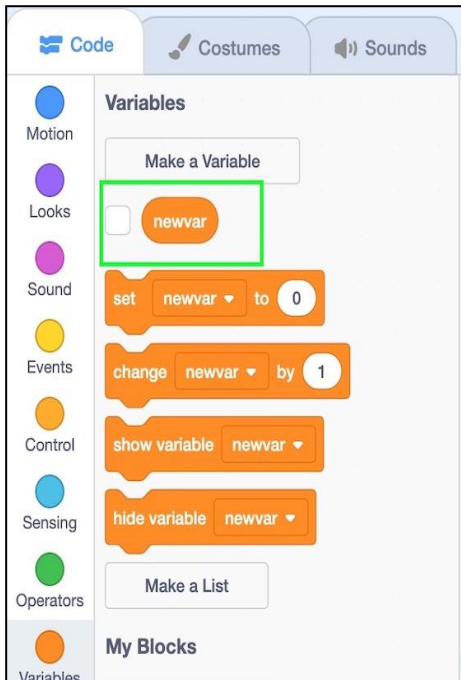 Code Costumes Sounds
Motion
Looks
Sound
Events
Control
Sensing
Operators
Variables
Variables
Make a Variable
newvar
set newvar to 0
change newvar by 1
show variable newvar
hide variable newvar
Make a List
My Blocks